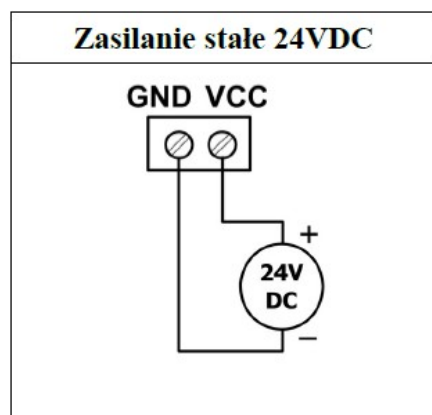 Zasilanie stałe 24VDC
GND VCC
+
24V
DC
−